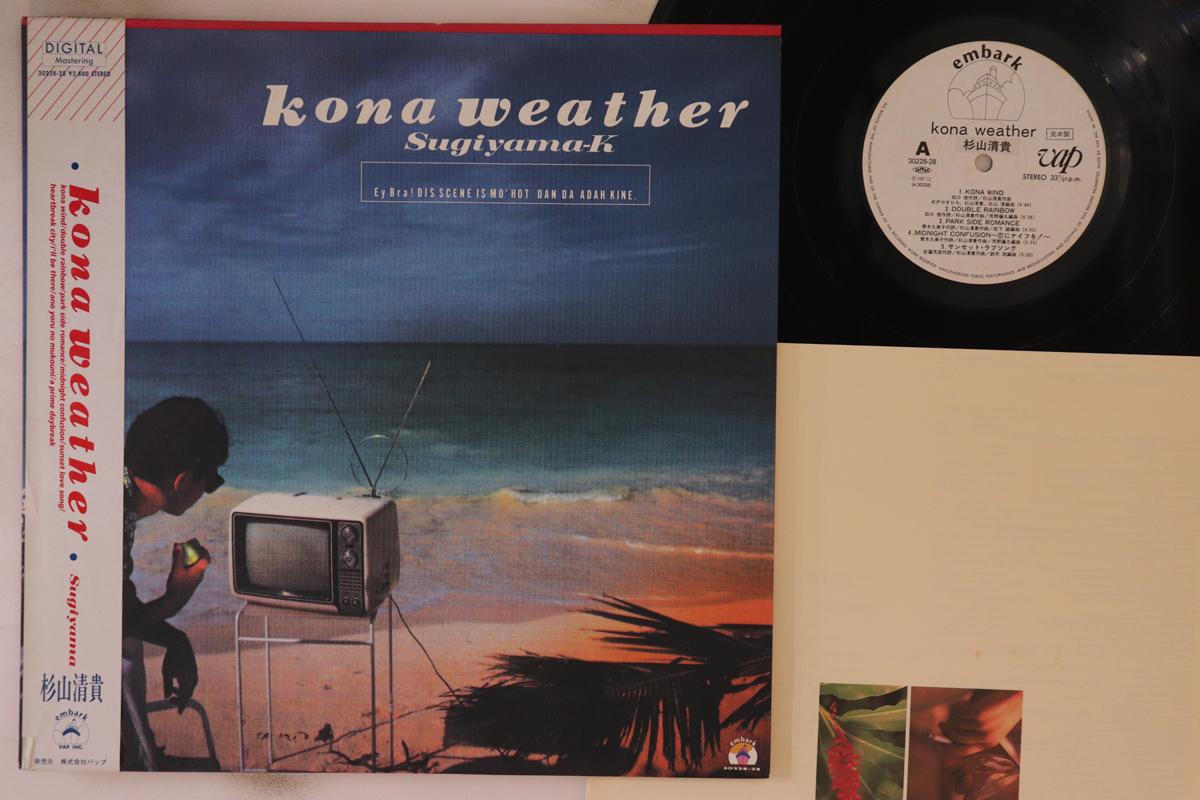 DIGITAL
Mastering
30228-28 ¥2,800 STEREO
kona weather
kona wind/double rainbow/park side romance/midnight confusion/sunset love song/
heartbreak city/i'll be there/ano yoru no mukouni/a prime daybreak
Sugiyama
杉山清貴
embark
VAP INC.
発売元 株式会社バップ
kona weather
Sugiyama-K
Ey Bra! DIS SCENE IS MO' HOT DAN DA ADAH KINE.
embark
30228-28
embark
kona weather
見本盤
杉山清貴
A
30228-28
vap
STEREO 33⅓r.p.m.
1. KONA WIND
2. DOUBLE RAINBOW
3. PARK SIDE ROMANCE
4. MIDNIGHT CONFUSION〜恋にナイフを!〜
5. サンセット・ラブソング